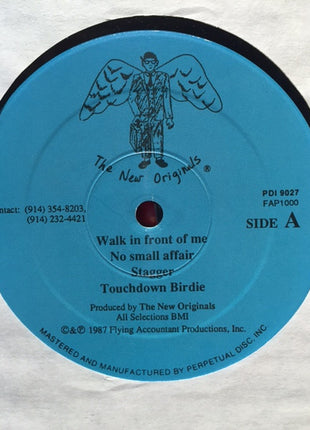 The New Originals ®
PDI 9027
FAP1000
SIDE A
ontact: (914) 354-8203,
(914) 232-4421
Walk in front of me
No small affair
Stagger
Touchdown Birdie
Produced by The New Originals
All Selections BMI
©&℗ 1987 Flying Accountant Productions, Inc.
MASTERED AND MANUFACTURED BY PERPETUAL DISC, INC